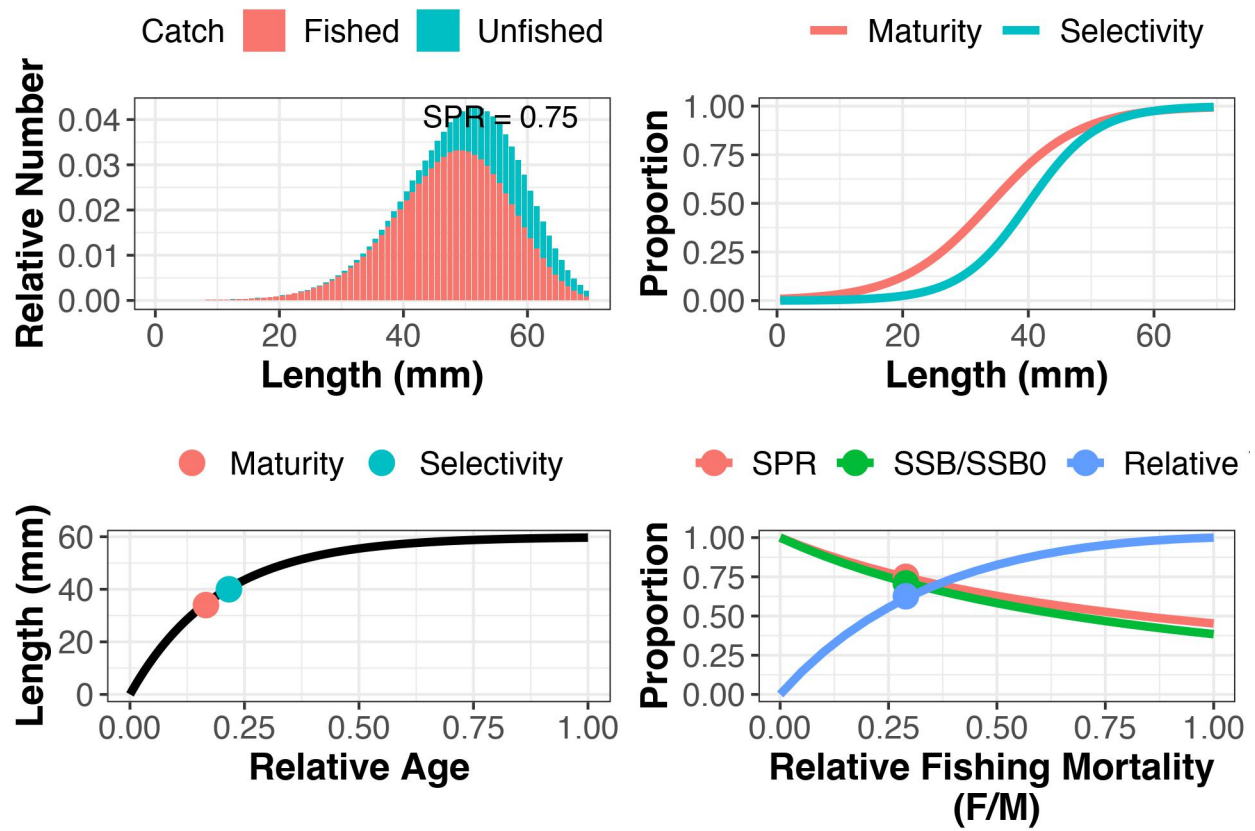 Catch Fished Unfished
SPR = 0.75
Relative Number
0.04
0.03
0.02
0.01
0.00
0 20 40 60
Length (mm)
Maturity Selectivity
Proportion
1.00
0.75
0.50
0.25
0.00
0 20 40 60
Length (mm)
Maturity Selectivity
Length (mm)
60
40
20
0
0.00 0.25 0.50 0.75 1.00
Relative Age
SPR SSB/SSB0 Relative
Proportion
1.00
0.75
0.50
0.25
0.00
0.00 0.25 0.50 0.75 1.00
Relative Fishing Mortality
(F/M)